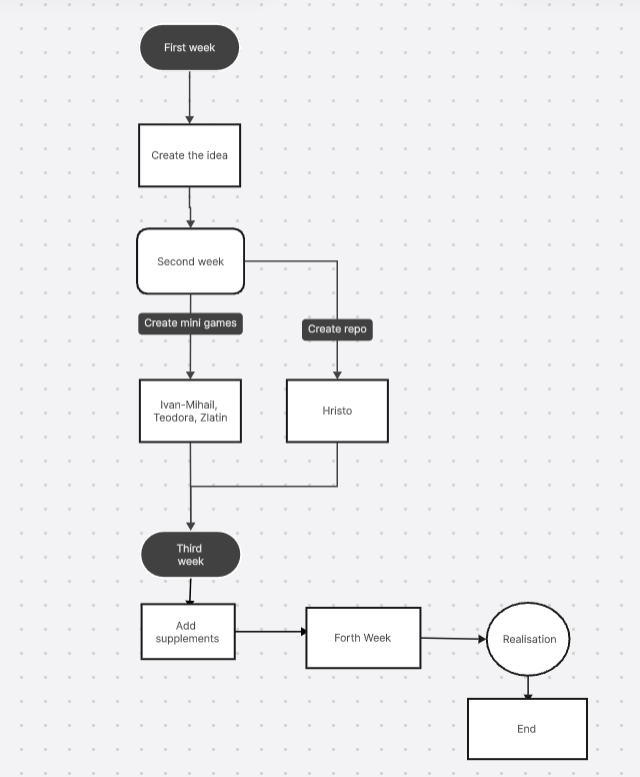 First week
Create the idea
Second week
Create mini games
Create repo
Ivan-Mihail,
Teodora, Zlatin
Hristo
Third
week
Add
supplements
Forth Week
Realisation
End